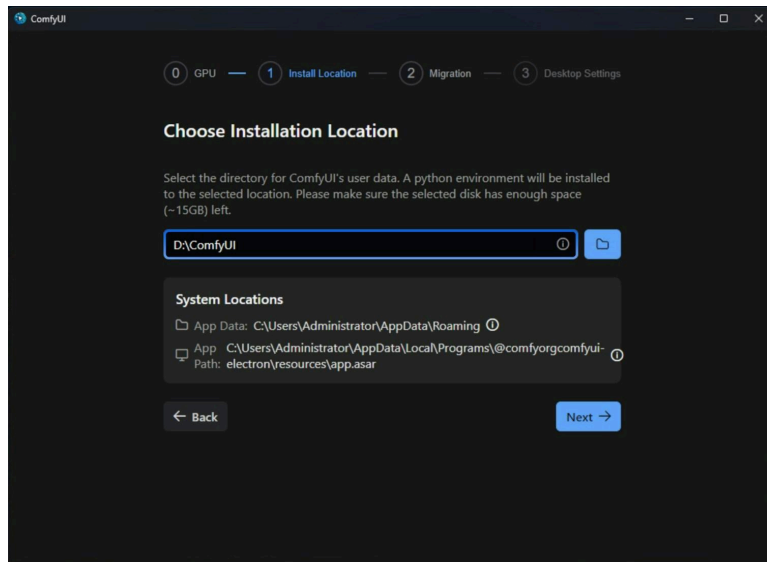 ComfyUI
0 GPU 1 Install Location 2 Migration 3 Desktop Settings
Choose Installation Location
Select the directory for ComfyUI's user data. A python environment will be installed
to the selected location. Please make sure the selected disk has enough space
(~15GB) left.
D:\ComfyUI
System Locations
App Data: C:\Users\Administrator\AppData\Roaming
App C:\Users\Administrator\AppData\Local\Programs\@comfyorgcomfyui-
Path: electron\resources\app.asar
← Back Next →